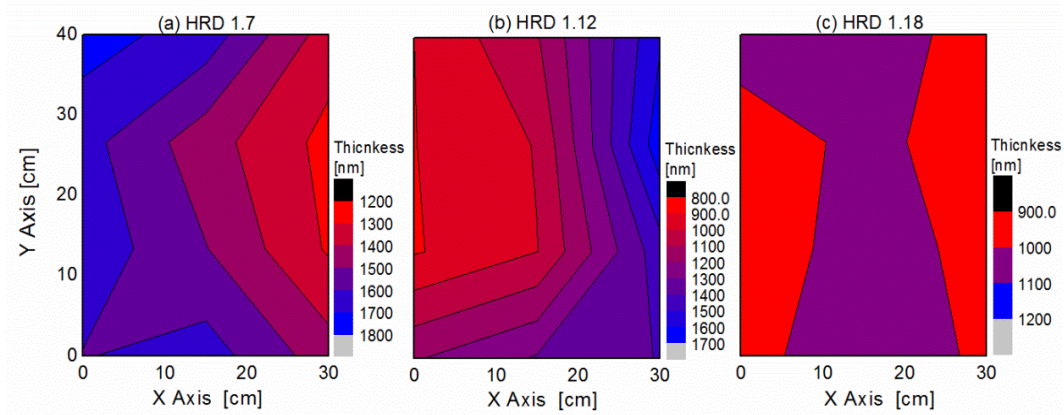 (a) HRD 1.7
(b) HRD 1.12
(c) HRD 1.18
Y Axis [cm]
40
30
20
10
0
0
10
20
30
X Axis [cm]
Thicnkess
[nm]
1200
1300
1400
1500
1600
1700
1800
0
10
20
30
X Axis [cm]
Thicnkess
[nm]
800.0
900.0
1000
1100
1200
1300
1400
1500
1600
1700
0
10
20
30
X Axis [cm]
Thicnkess
[nm]
900.0
1000
1100
1200